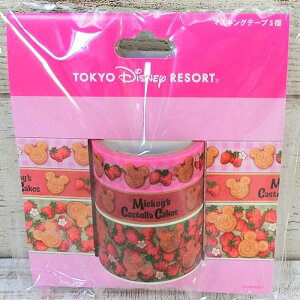 マスキングテープ3個
TOKYO Disney RESORT
Mickey's
Castella Cakes
Mickey's
Castella Cakes